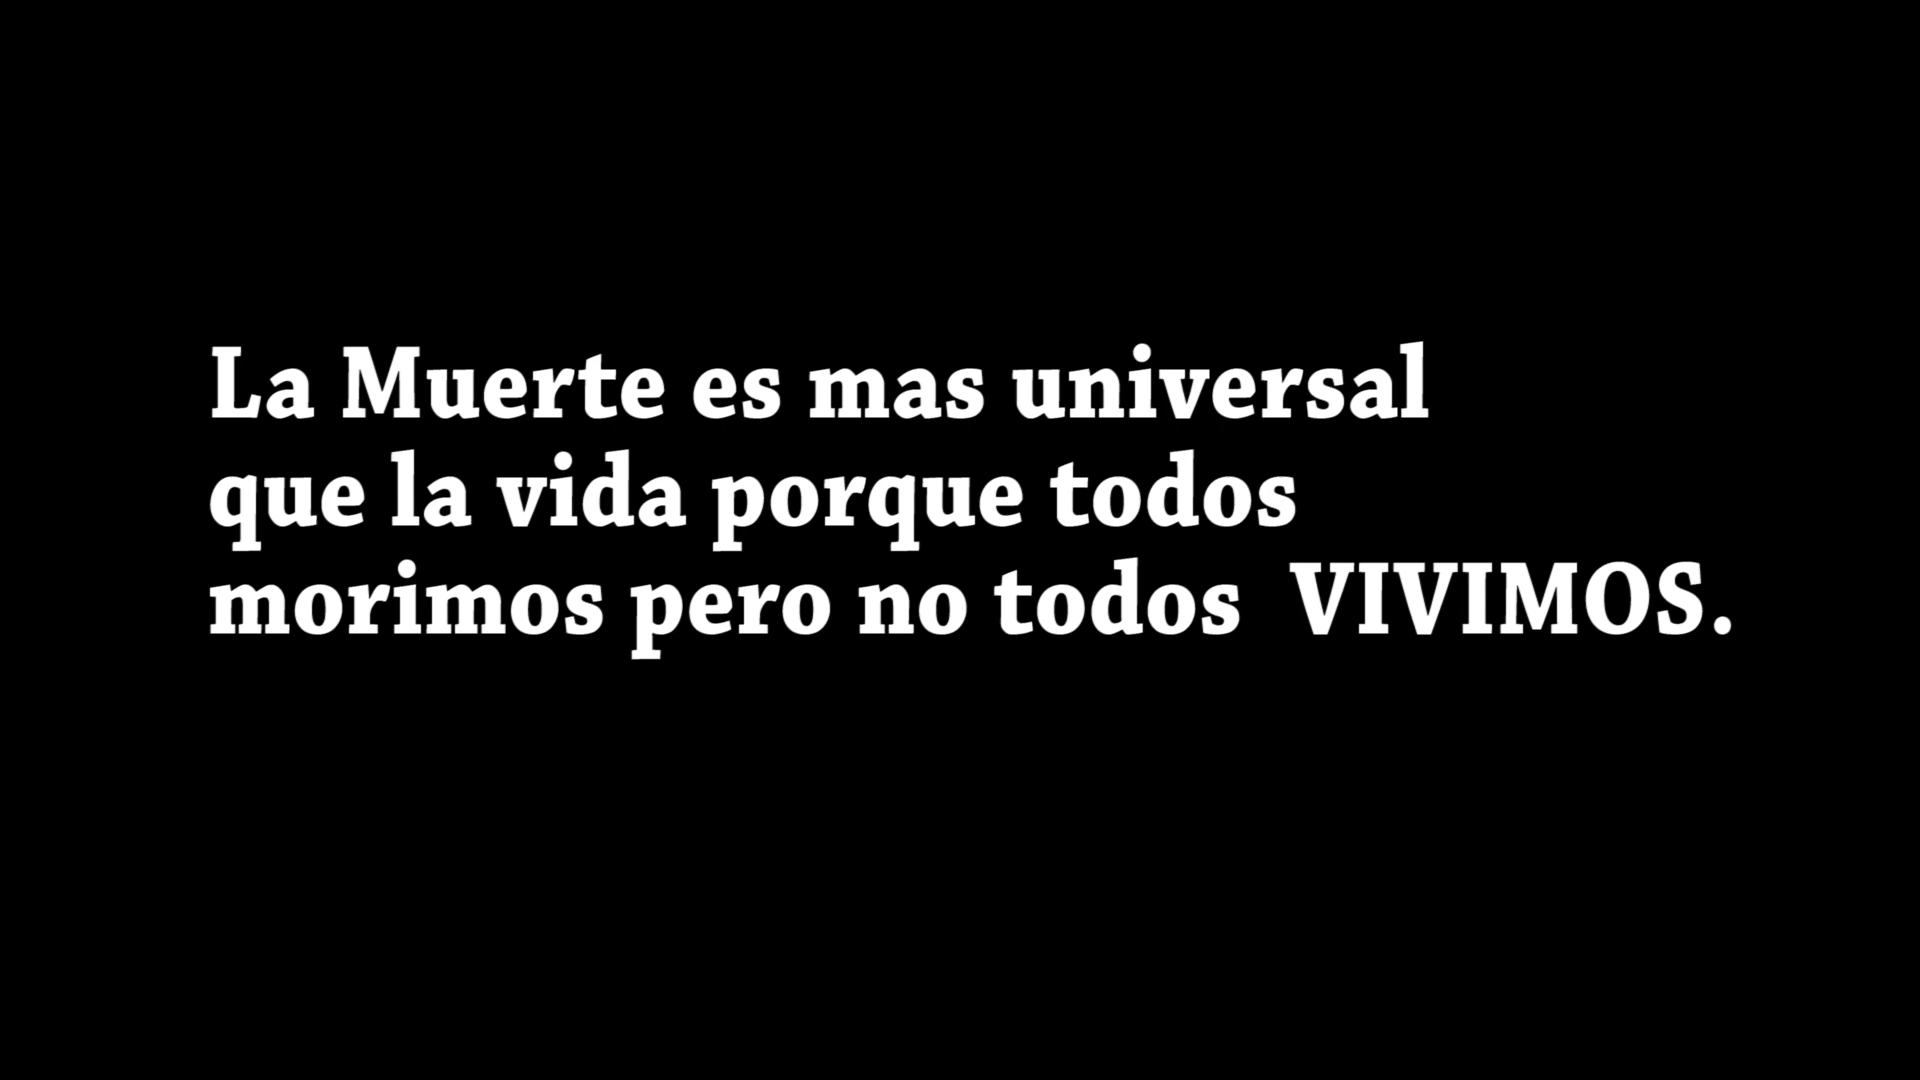 La Muerte es mas universal
que la vida porque todos
morimos pero no todos  VIVIMOS.